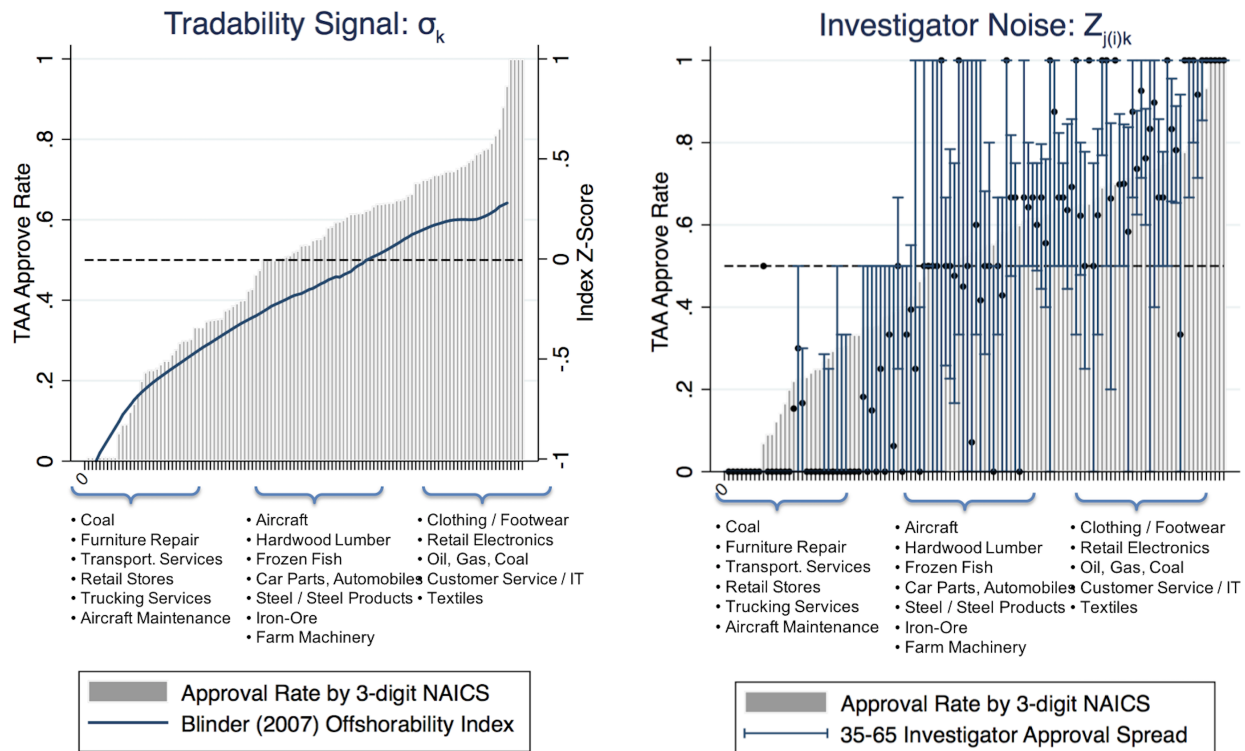 Tradability Signal: σk
TAA Approve Rate
1
.8
.6
.4
.2
0
1
.5
0
-.5
-1
Index Z-Score
0
• Coal
• Furniture Repair
• Transport. Services
• Retail Stores
• Trucking Services
• Aircraft Maintenance
• Aircraft
• Hardwood Lumber
• Frozen Fish
• Car Parts, Automobiles
• Steel / Steel Products
• Iron-Ore
• Farm Machinery
• Clothing / Footwear
• Retail Electronics
• Oil, Gas, Coal
• Customer Service / IT
• Textiles
Approval Rate by 3-digit NAICS
Blinder (2007) Offshorability Index
Investigator Noise: Zj(i)k
TAA Approve Rate
1
.8
.6
.4
.2
0
0
• Coal
Furniture Repair
• Transport. Services
• Retail Stores
• Trucking Services
• Aircraft Maintenance
• Aircraft
• Hardwood Lumber
• Frozen Fish
• Car Parts, Automobiles
• Steel / Steel Products
• Iron-Ore
• Farm Machinery
• Clothing / Footwear
• Retail Electronics
• Oil, Gas, Coal
• Customer Service / IT
• Textiles
Approval Rate by 3-digit NAICS
35-65 Investigator Approval Spread